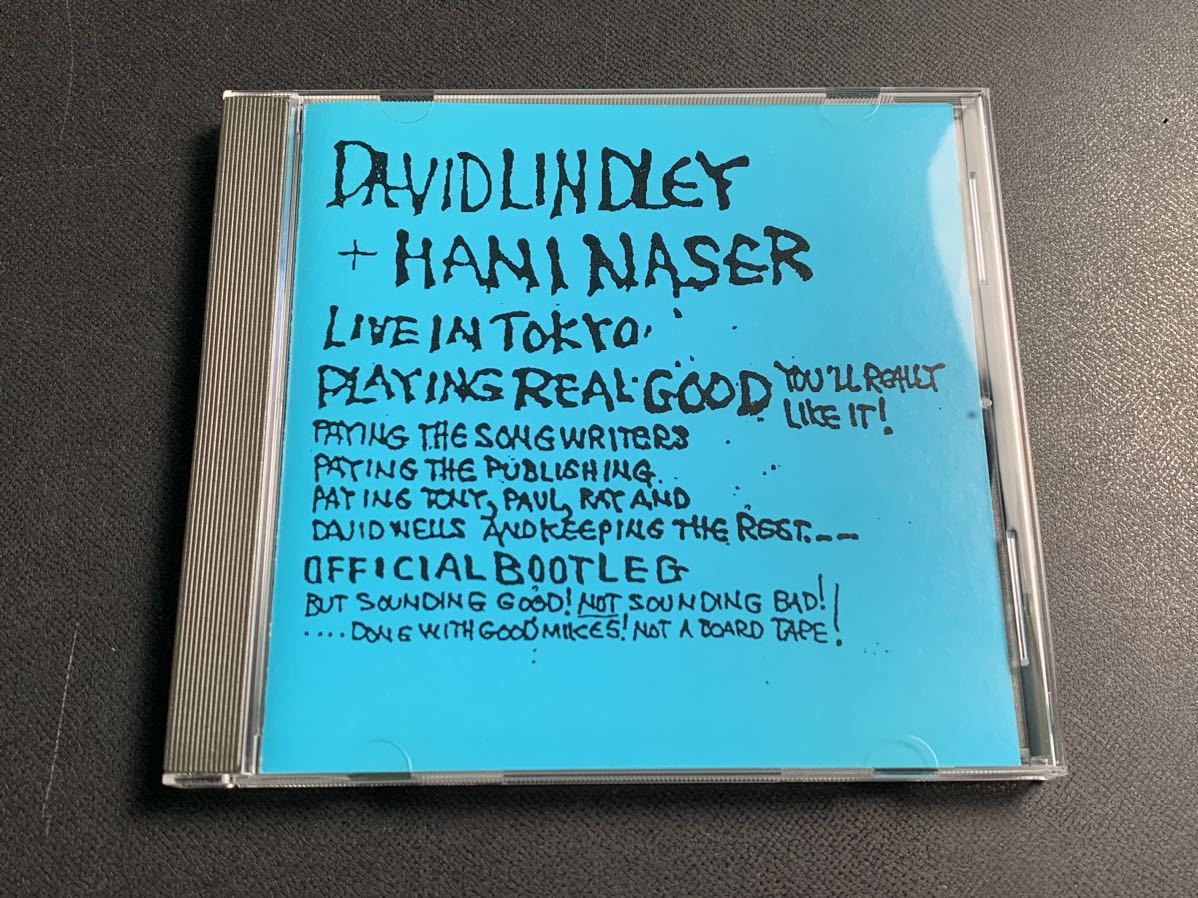 DAVID LINDLEY
+ HANI NASER
LIVE IN TOKYO
PLAYING REAL GOOD YOU'LL REALLY
LIKE IT!
PAYING THE SONGWRITERS
PAYING THE PUBLISHING
PAYING TONY, PAUL, RAY AND
DAVID WELLS AND KEEPING THE REST.__
OFFICIAL BOOTLEG
BUT SOUNDING GOOD! NOT SOUNDING BAD!
....DONE WITH GOOD MIKES! NOT A BOARD TAPE!